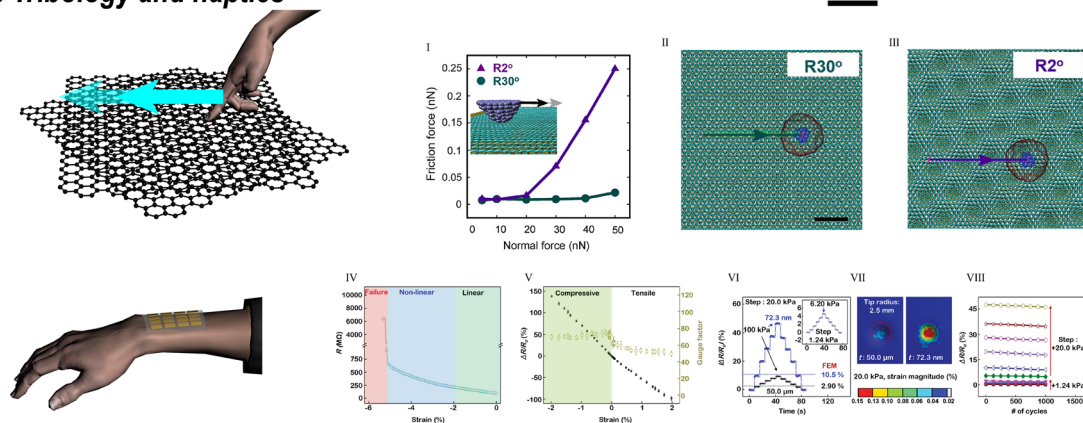 Tribology and haptics
I
R2°
R30°
0.25
0.2
0.15
0.1
0.05
0
Friction force (nN)
0 10 20 30 40 50
Normal force (nN)
II
R30°
III
R2°
IV
Failure
Non-linear
Linear
10000
8000
6000
750
500
250
0
R (MΩ)
-6 -4 -2 0
Strain (%)
V
Compressive
Tensile
150
100
50
0
-50
-100
ΔR/R₀ (%)
120
100
80
60
40
20
0
Gauge factor
-2 -1 0 1 2
Strain (%)
VI
Step : 20.0 kPa
72.3 nm
100 kPa
6.20
kPa
Step
1.24 kPa
0 40 80
FEM
10.5 %
2.90 %
50.0 μm
60
40
20
0
0 40 80
Time (s)
VII
Tip radius:
2.5 mm
t : 50.0 μm
t : 72.3 nm
20.0 kPa, strain magnitude (%)
0.15 0.10 0.06 0.02
0.13 0.08 0.04
VIII
50
40
30
20
10
0
ΔR/R₀ (%)
Step :
+20.0 kPa
+1.24 kPa
0 500 1000 1500
# of cycles